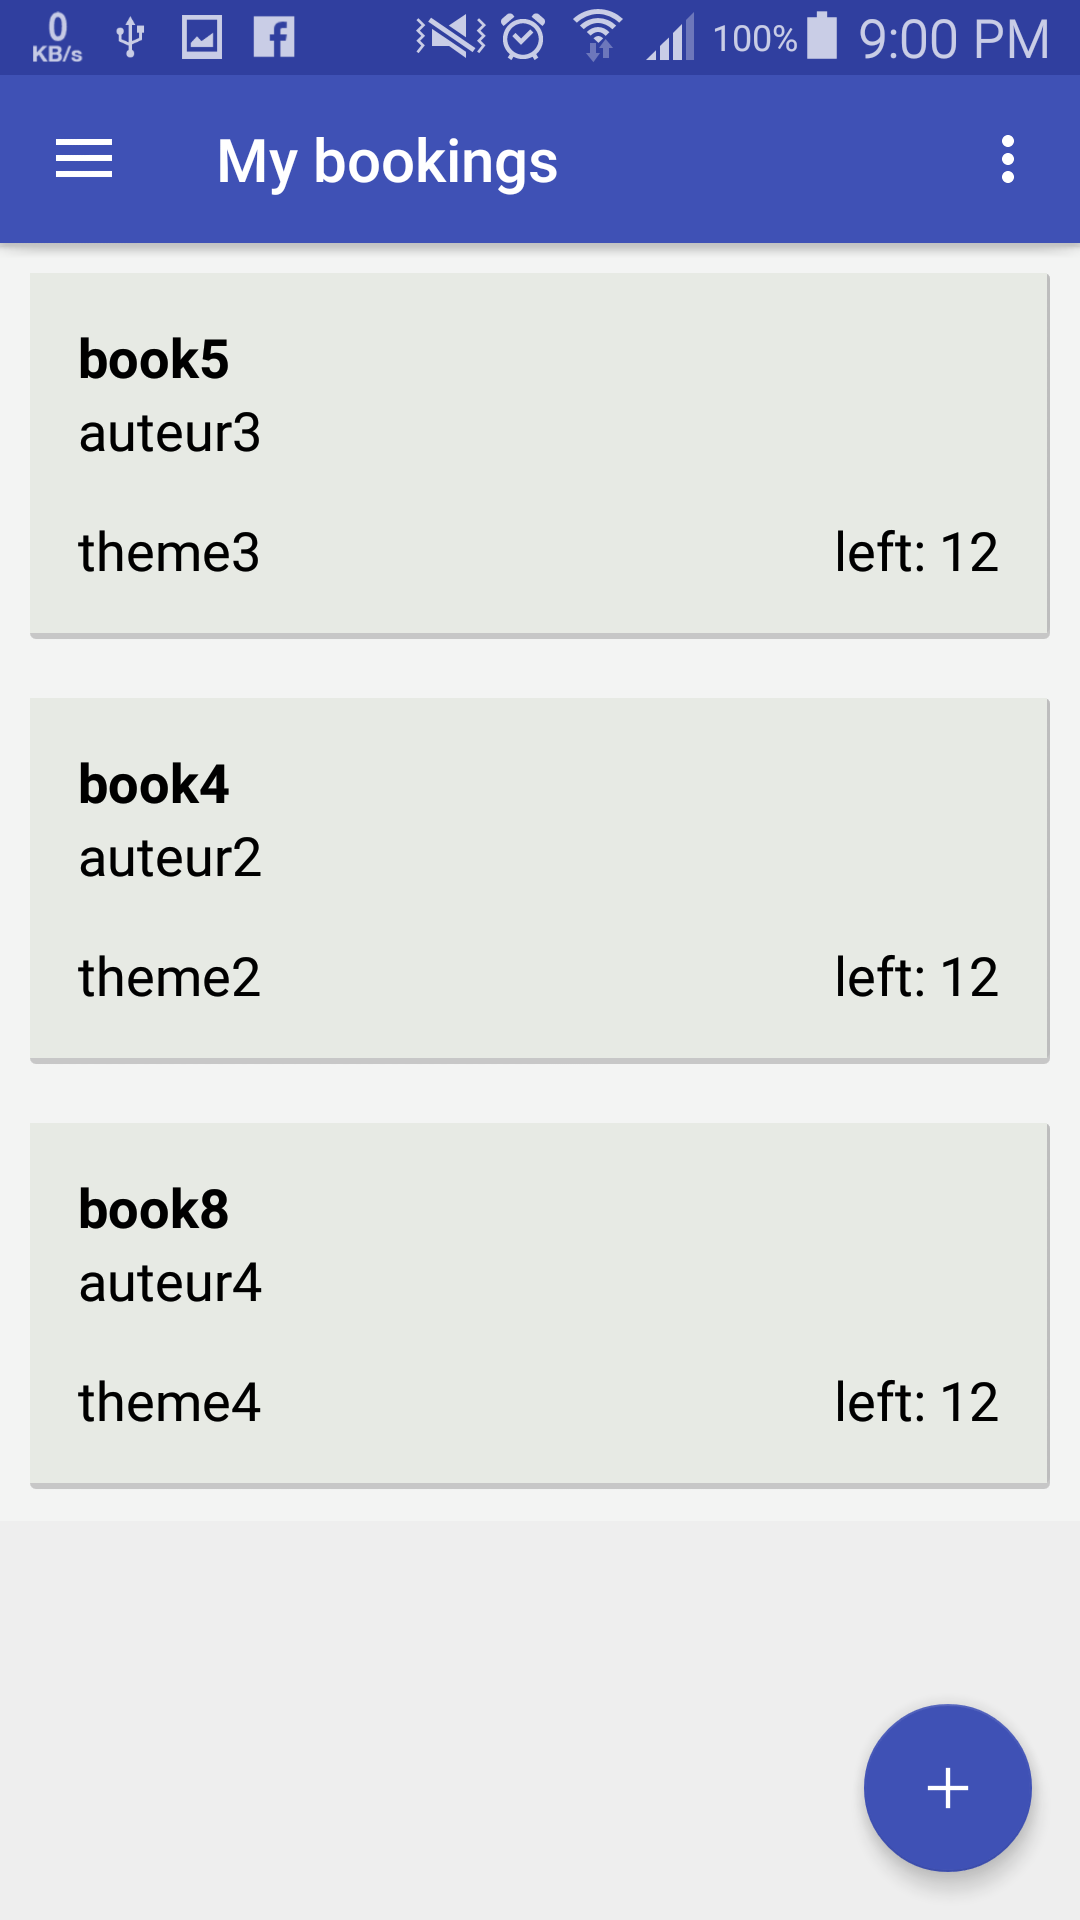 0
KB/s
100%
9:00 PM
My bookings
book5
auteur3
theme3
left: 12
book4
auteur2
theme2
left: 12
book8
auteur4
theme4
left: 12